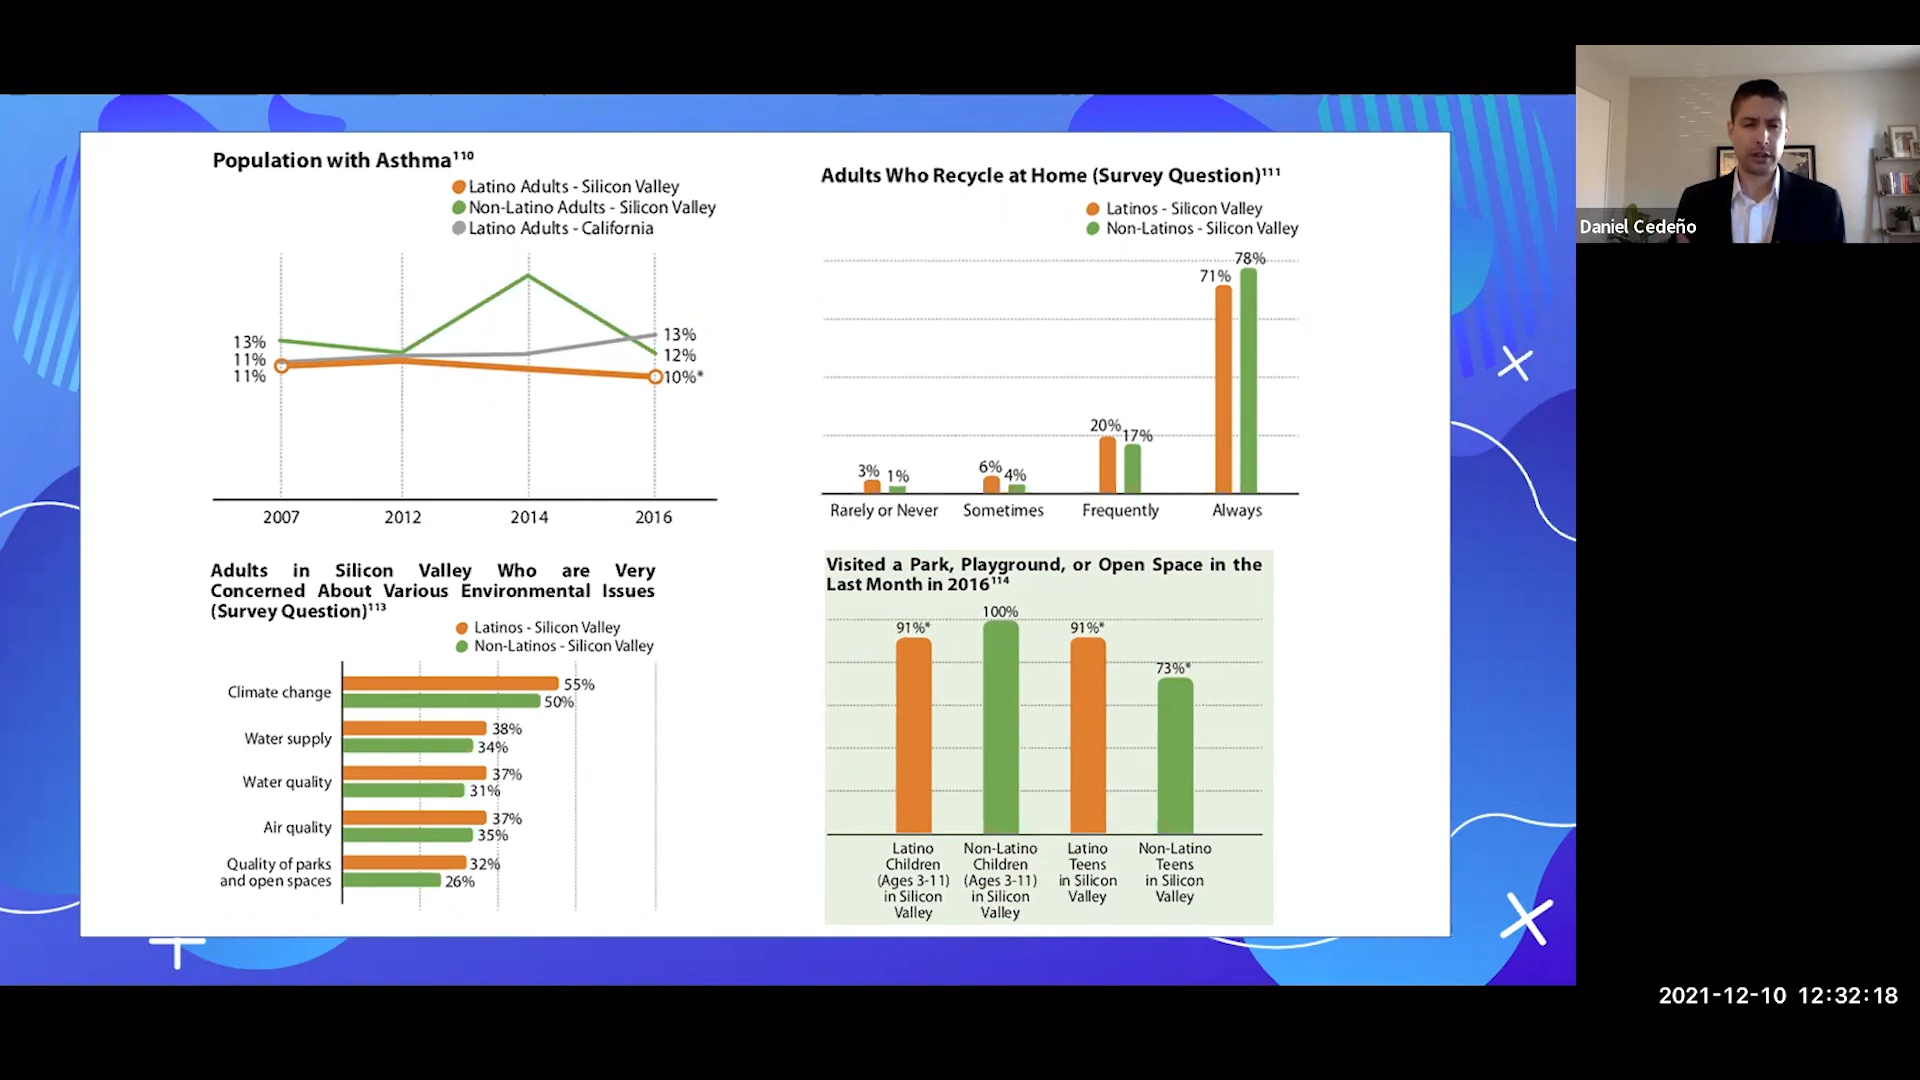 Population with Asthma¹¹⁰
Latino Adults - Silicon Valley
Non-Latino Adults - Silicon Valley
Latino Adults - California
13%
11%
11%
13%
12%
10%*
2007 2012 2014 2016
Adults Who Recycle at Home (Survey Question)¹¹¹
Latinos - Silicon Valley
Non-Latinos - Silicon Valley
3% 1% 6% 4% 20% 17% 71% 78%
Rarely or Never Sometimes Frequently Always
Adults in Silicon Valley Who are Very
Concerned About Various Environmental Issues
(Survey Question)¹¹³
Latinos - Silicon Valley
Non-Latinos - Silicon Valley
Climate change 55%
50%
Water supply 38%
34%
Water quality 37%
31%
Air quality 37%
35%
Quality of parks
and open spaces 32%
26%
Visited a Park, Playground, or Open Space in the
Last Month in 2016¹¹⁴
91%* 100% 91%* 73%*
Latino Children (Ages 3-11) in Silicon Valley
Non-Latino Children (Ages 3-11) in Silicon Valley
Latino Teens in Silicon Valley
Non-Latino Teens in Silicon Valley
Daniel Cedeño
2021-12-10 12:32:18